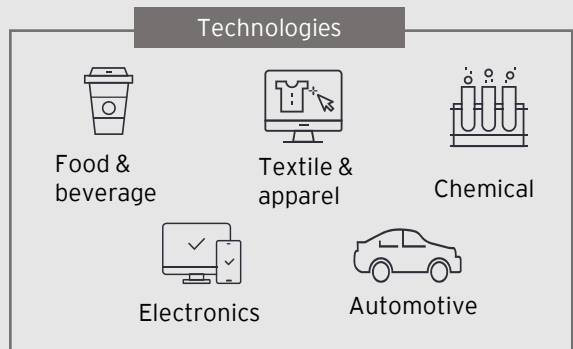 Technologies
Food &
beverage
Textile &
apparel
Chemical
Electronics
Automotive